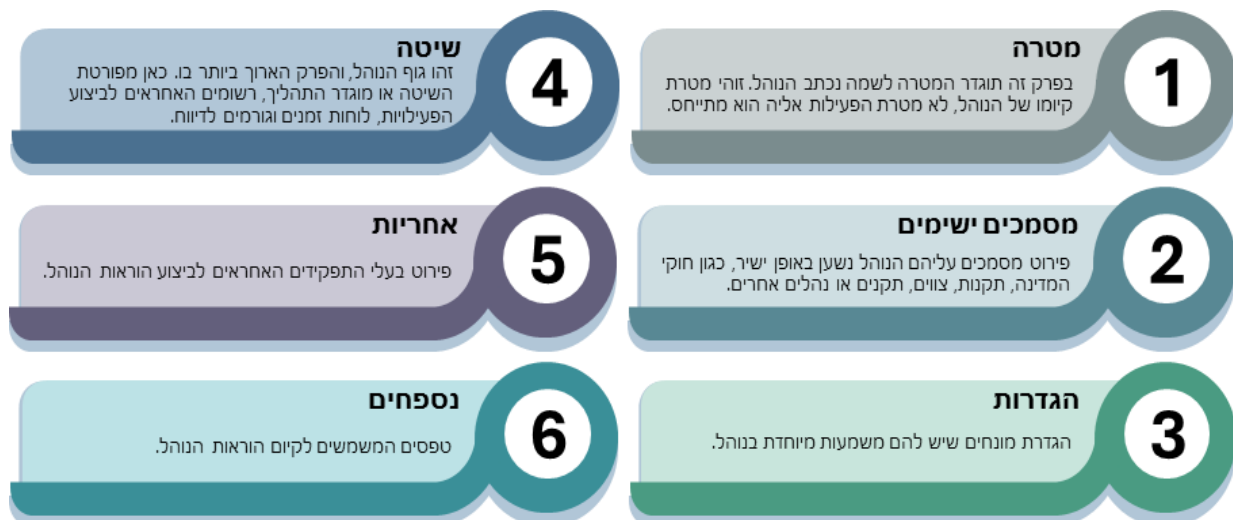 1
מטרה
בפרק זה תוגדר המטרה לשמה נכתב הנוהל. זוהי מטרת
קיומו של הנוהל, לא מטרת הפעילות אליה הוא מתייחס.
2
מסמכים ישימים
פירוט מסמכים עליהם הנוהל נשען באופן ישיר, כגון חוקי
המדינה, תקנות, צווים, תקנים או נהלים אחרים.
3
הגדרות
הגדרת מונחים שיש להם משמעות מיוחדת בנוהל.
4
שיטה
זהו גוף הנוהל, והפרק הארוך ביותר בו. כאן מפורטת
השיטה או מוגדר התהליך, רשומים האחראים לביצוע
הפעילויות, לוחות זמנים וגורמים לדיווח.
5
אחריות
פירוט בעלי התפקידים האחראים לביצוע הוראות הנוהל.
6
נספחים
טפסים המשמשים לקיום הוראות הנוהל.